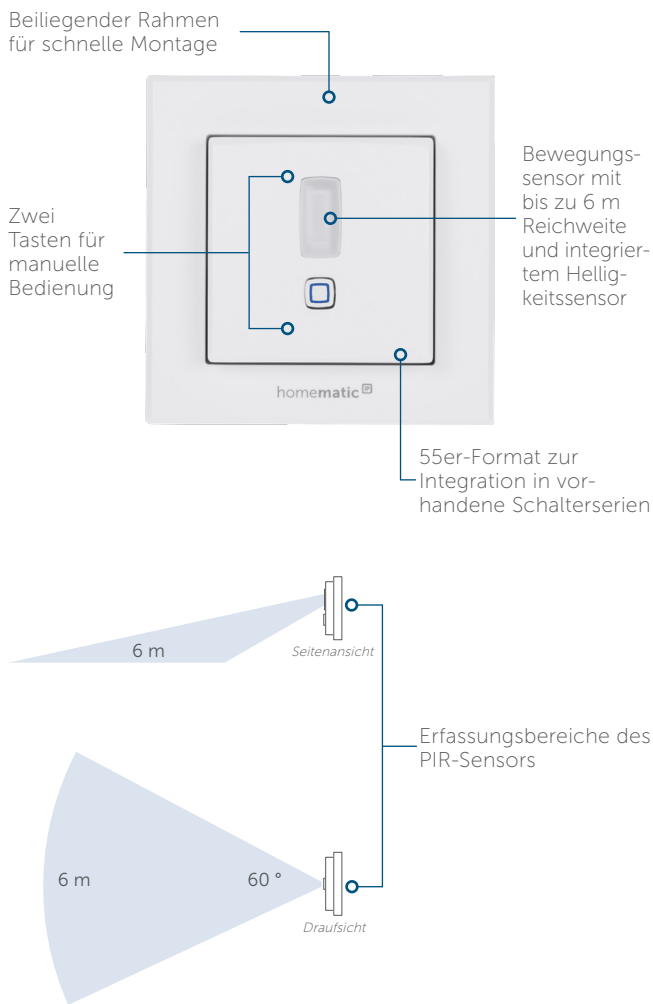 Beiliegender Rahmen
für schnelle Montage
Zwei
Tasten für
manuelle
Bedienung
Bewegungs-
sensor mit
bis zu 6 m
Reichweite
und integrier-
tem Hellig-
keitssensor
homematic IP
55er-Format zur
Integration in vor-
handene Schalterserien
6 m
Seitenansicht
Erfassungsbereiche des
PIR-Sensors
6 m
60 °
Draufsicht